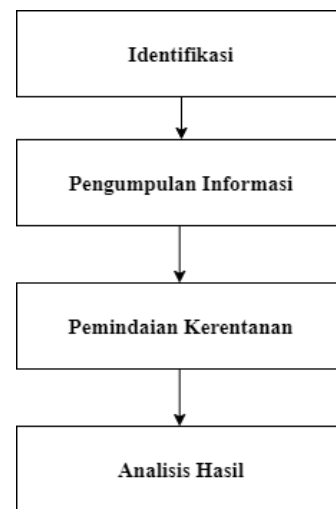 Identifikasi
Pengumpulan Informasi
Pemindaian Kerentanan
Analisis Hasil